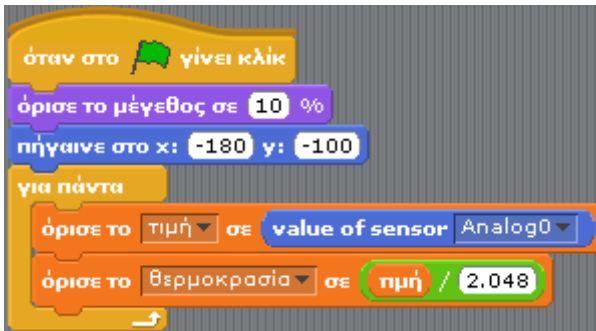 όταν στο γίνει κλίκ
όρισε το μέγεθος σε 10 %
πήγαινε στο x: -180 y: -100
για πάντα
όρισε το τιμή σε value of sensor Analog0
όρισε το θερμοκρασία σε τιμή / 2.048